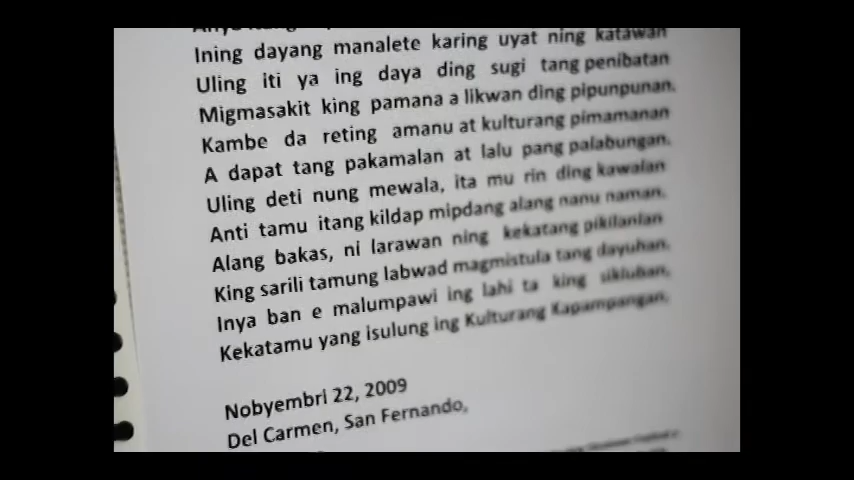 Ining dayang manalete karing uyat ning katawan
Uling iti ya ing daya ding sugi tang penibatan
Migmasakit king pamana a likwan ding pipunpunan.
Kambe da reting amanu at kulturang pimamanan
A dapat tang pakamalan at lalu pang palabungan.
Uling deti nung mewala, ita mu rin ding kawalan
Anti tamu itang kildap mipdang alang nanu naman.
Alang bakas, ni larawan ning kekatang pikilanlan
King sarili tamung labwad magmistula tang dayuhan.
Inya ban e malumpawi ing lahi ta king sikluban,
Kekatamu yang isulung ing Kulturang Kapampangan.
Nobyembri 22, 2009
Del Carmen, San Fernando,